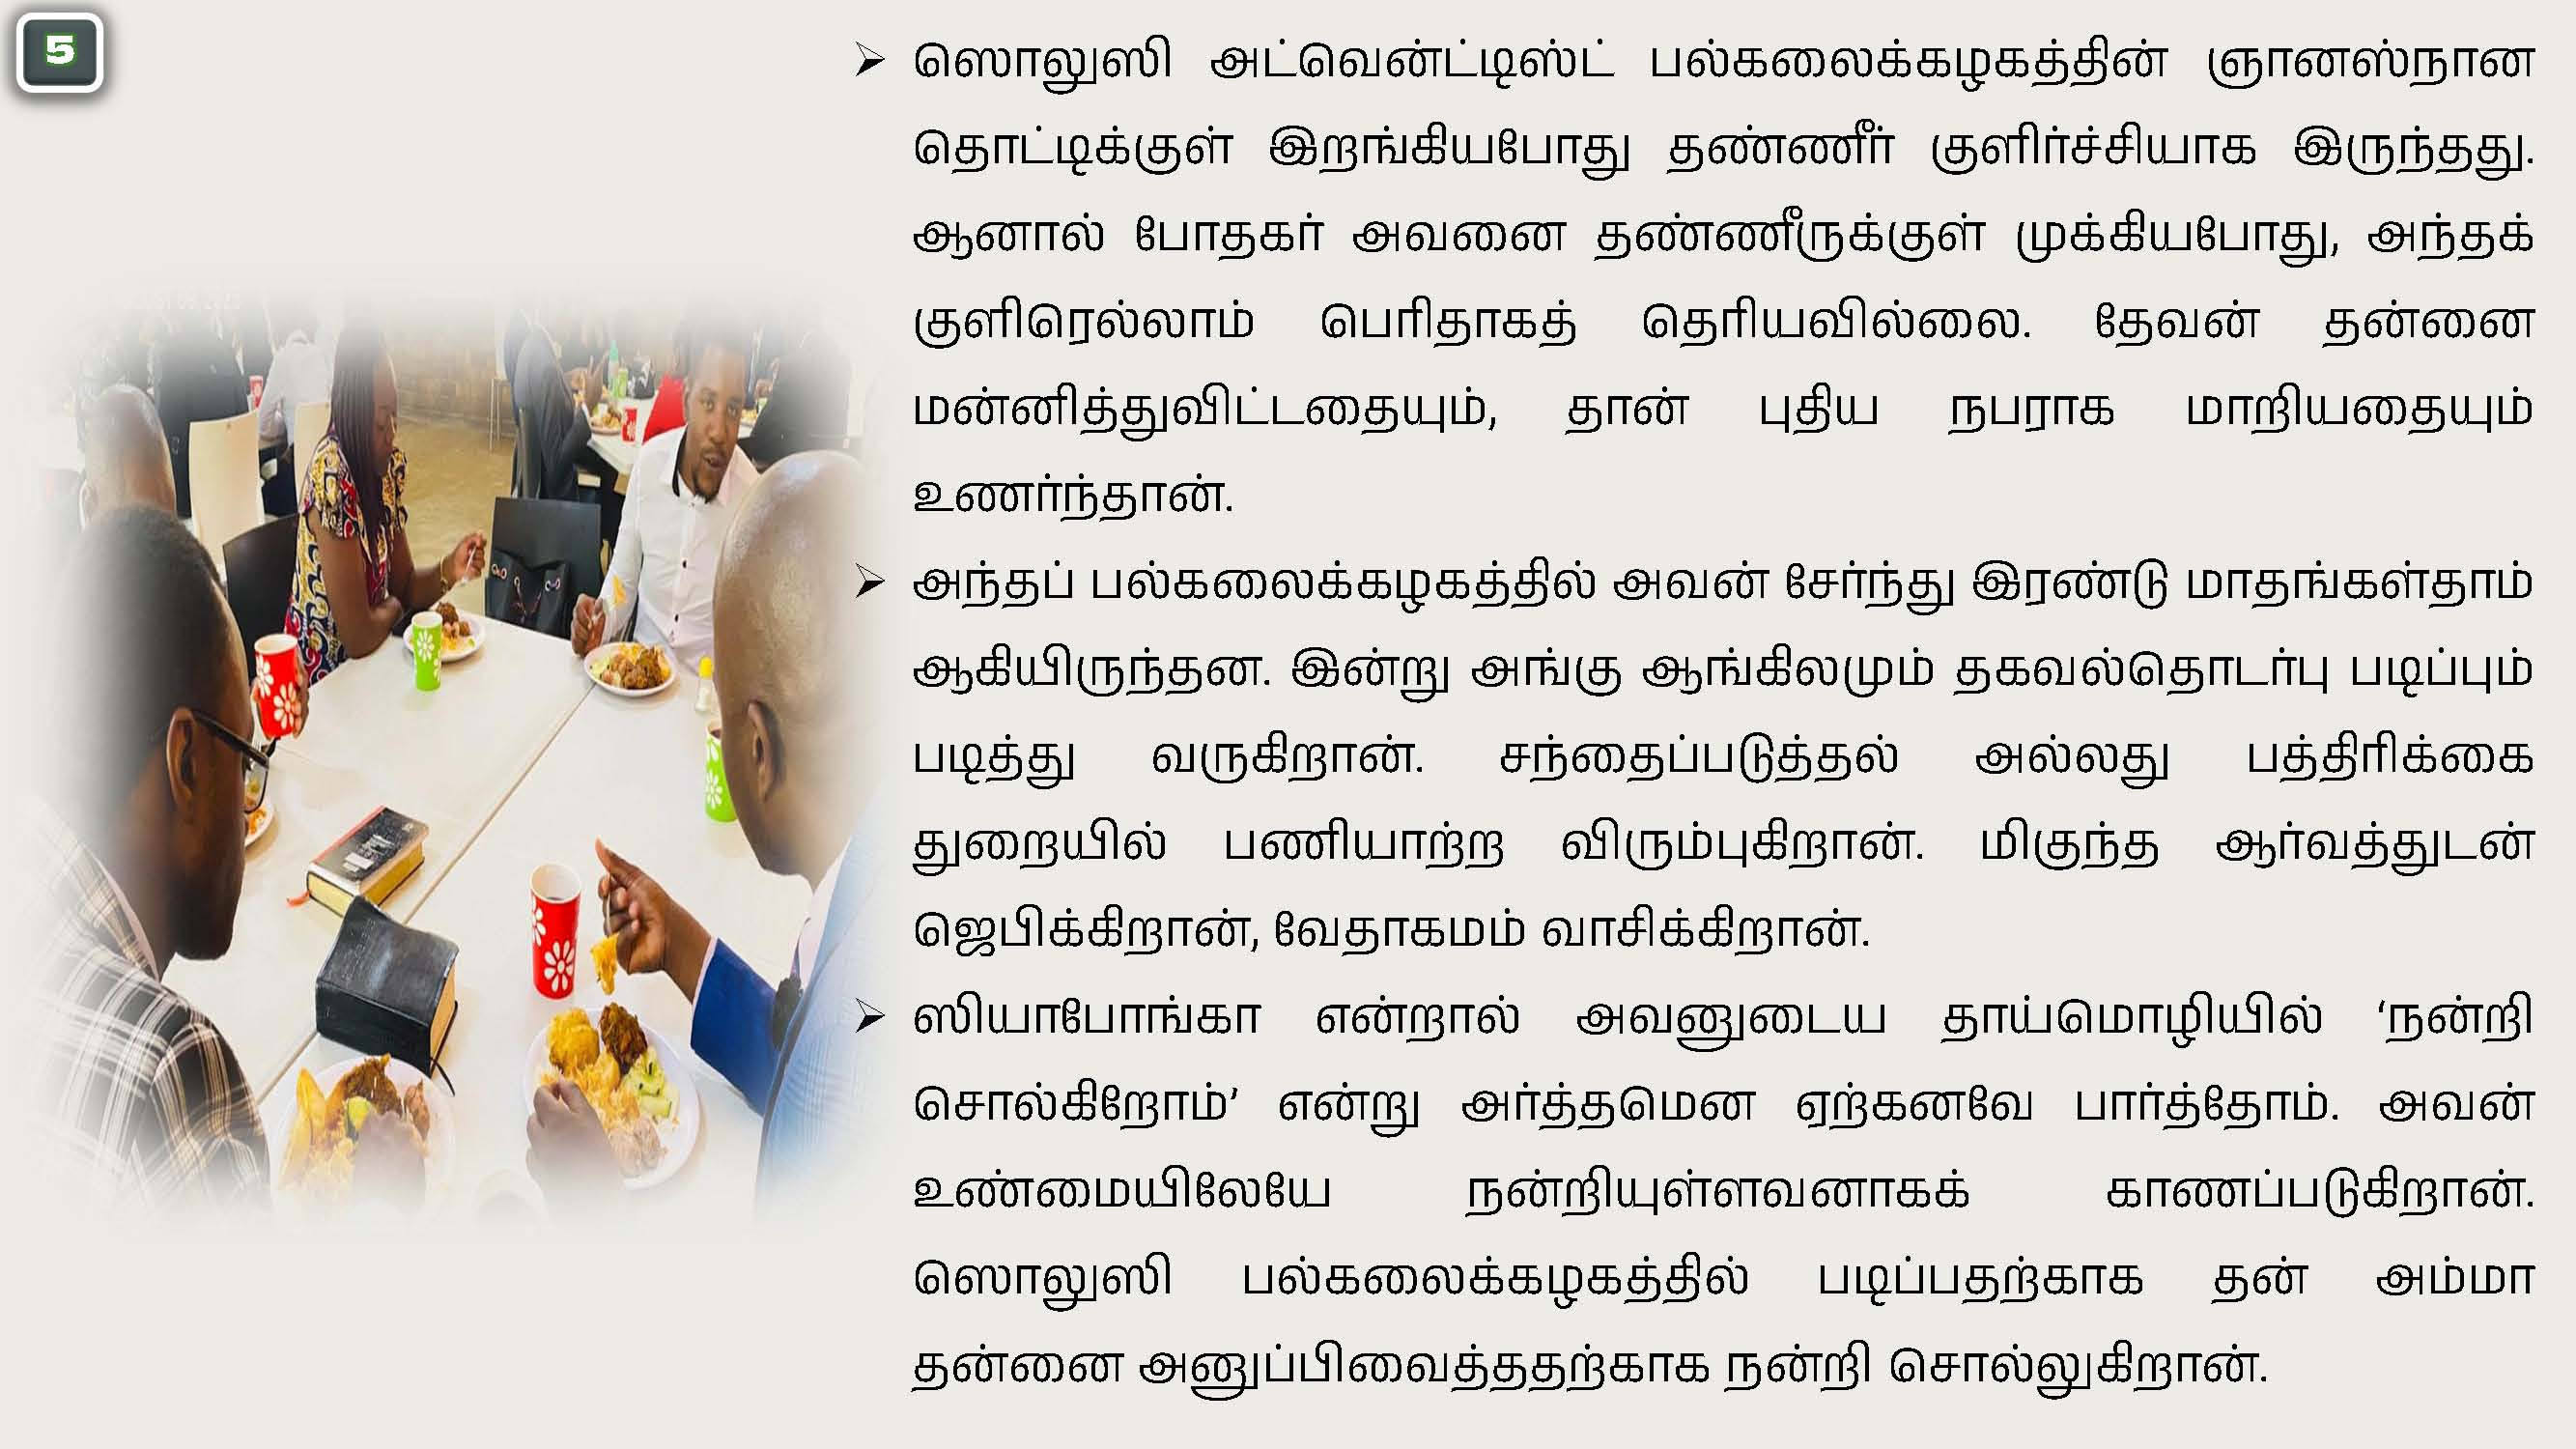 5
➢ ஸொலுஸி அட்வென்ட்டிஸ்ட் பல்கலைக்கழகத்தின் ஞானஸ்நான
தொட்டிக்குள் இறங்கியபோது தண்ணீர் குளிர்ச்சியாக இருந்தது.
ஆனால் போதகர் அவனை தண்ணீருக்குள் முக்கியபோது, அந்தக்
குளிரெல்லாம் பெரிதாகத் தெரியவில்லை. தேவன் தன்னை
மன்னித்துவிட்டதையும், தான் புதிய நபராக மாறியதையும்
உணர்ந்தான்.
➢ அந்தப் பல்கலைக்கழகத்தில் அவன் சேர்ந்து இரண்டு மாதங்கள்தாம்
ஆகியிருந்தன. இன்று அங்கு ஆங்கிலமும் தகவல்தொடர்பு படிப்பும்
படித்து வருகிறான். சந்தைப்படுத்தல் அல்லது பத்திரிக்கை
துறையில் பணியாற்ற விரும்புகிறான். மிகுந்த ஆர்வத்துடன்
ஜெபிக்கிறான், வேதாகமம் வாசிக்கிறான்.
➢ ஸியாபோங்கா என்றால் அவனுடைய தாய்மொழியில் ‘நன்றி
சொல்கிறோம்’ என்று அர்த்தமென ஏற்கனவே பார்த்தோம். அவன்
உண்மையிலேயே நன்றியுள்ளவனாகக் காணப்படுகிறான்.
ஸொலுஸி பல்கலைக்கழகத்தில் படிப்பதற்காக தன் அம்மா
தன்னை அனுப்பிவைத்ததற்காக நன்றி சொல்லுகிறான்.